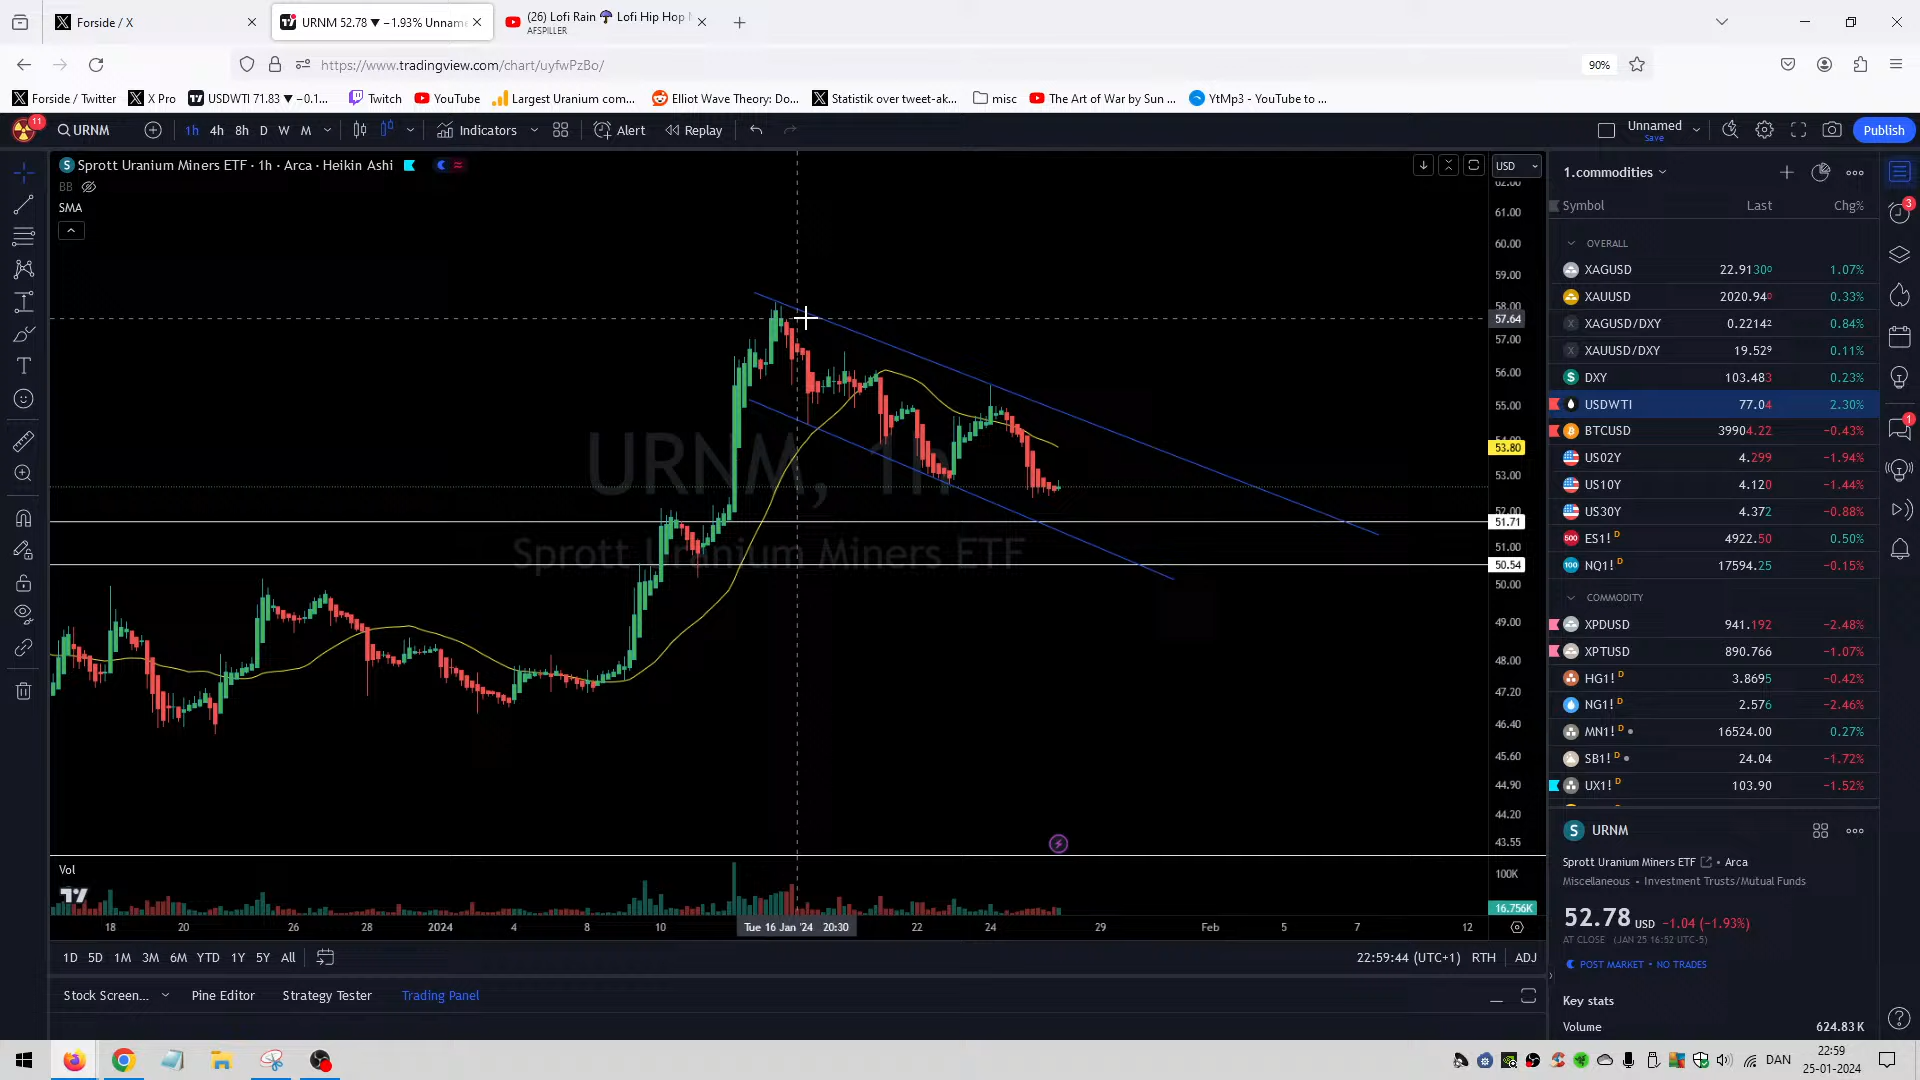 Forside / X
URNM 52.78 ▼ −1.93% Unnam
(26) Lofi Rain ☂ Lofi Hip Hop
AFSPILLER
https://www.tradingview.com/chart/uyfwPzBo/
90%
Forside / Twitter
X Pro
USDWTI 71.83 ▼ −0.1...
Twitch
YouTube
Largest Uranium com...
Elliot Wave Theory: Do...
Statistik over tweet-ak...
misc
The Art of War by Sun ...
YtMp3 - YouTube to ...
11
URNM
1h 4h 8h D W M
Indicators
Alert
Replay
Unnamed
Save
Publish
Sprott Uranium Miners ETF · 1h · Arca · Heikin Ashi
BB
SMA
USD
62.00
61.00
60.00
59.00
58.00
57.64
57.00
56.00
55.00
54.00
53.80
53.00
52.00
51.71
51.00
50.54
50.00
49.00
48.00
47.20
46.40
45.60
44.90
44.20
43.55
URNM, 1h
Sprott Uranium Miners ETF
Vol
100K
16.756K
18 20 26 28 2024 4 8 10 Tue 16 Jan '24 20:30 22 24 29 Feb 5 7 12
1D 5D 1M 3M 6M YTD 1Y 5Y All
22:59:44 (UTC+1) RTH ADJ
Stock Screen... Pine Editor Strategy Tester Trading Panel
1.commodities
Symbol Last Chg%
OVERALL
XAGUSD 22.9130 1.07%
XAUUSD 2020.940 0.33%
XAGUSD/DXY 0.22142 0.84%
XAUUSD/DXY 19.529 0.11%
DXY 103.483 0.23%
USDWTI 77.04 2.30%
BTCUSD 39904.22 −0.43%
US02Y 4.299 −1.94%
US10Y 4.120 −1.44%
US30Y 4.372 −0.88%
ES1! D 4922.50 0.50%
NQ1! D 17594.25 −0.15%
COMMODITY
XPDUSD 941.192 −2.48%
XPTUSD 890.766 −1.07%
HG1! D 3.8695 −0.42%
NG1! D 2.576 −2.46%
MN1! D 16524.00 0.27%
SB1! D 24.04 −1.72%
UX1! D 103.90 −1.52%
3
1
URNM
Sprott Uranium Miners ETF • Arca
Miscellaneous • Investment Trusts/Mutual Funds
52.78 USD −1.04 (−1.93%)
AT CLOSE (JAN 25 16:52 UTC-5)
POST MARKET • NO TRADES
Key stats
Volume 624.83 K
DAN
22:59
25-01-2024